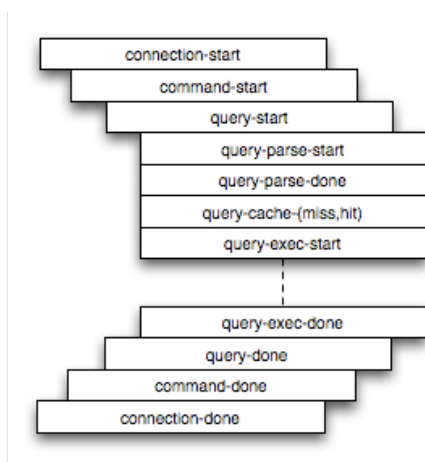 connection-start
command-start
query-start
query-parse-start
query-parse-done
query-cache-(miss,hit)
query-exec-start
query-exec-done
query-done
command-done
connection-done